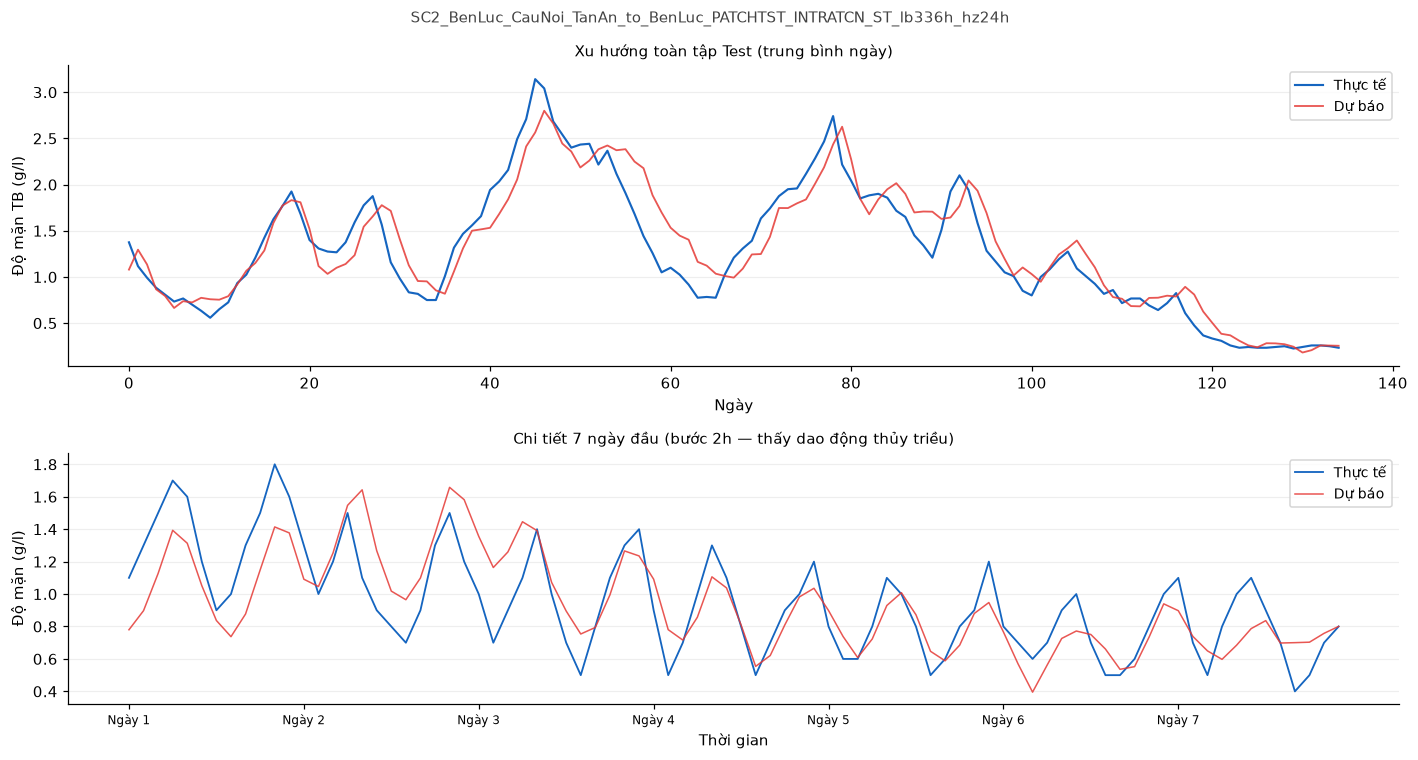 SC2_BenLuc_CauNoi_TanAn_to_BenLuc_PATCHTST_INTRATCN_ST_lb336h_hz24h
Xu hướng toàn tập Test (trung bình ngày)
Độ mặn TB (g/l)
3.0
2.5
2.0
1.5
1.0
0.5
Thực tế
Dự báo
0 20 40 60 80 100 120 140
Ngày
Chi tiết 7 ngày đầu (bước 2h — thấy dao động thủy triều)
Độ mặn (g/l)
1.8
1.6
1.4
1.2
1.0
0.8
0.6
0.4
Thực tế
Dự báo
Ngày 1 Ngày 2 Ngày 3 Ngày 4 Ngày 5 Ngày 6 Ngày 7
Thời gian